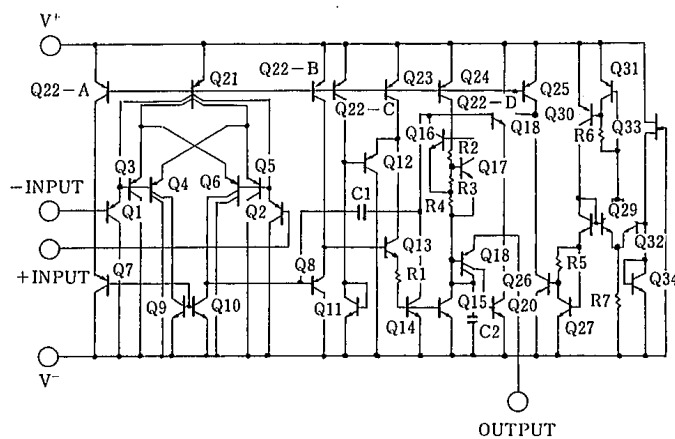 V+
Q22-A
Q21
Q22-B
Q22-C
Q23
Q24
Q22-D
Q25
Q30
Q31
Q33
R6
Q16
Q18
Q12
R2
Q17
R3
R4
Q3
Q4
Q6
Q5
-INPUT
Q1
Q2
C1
+INPUT
Q7
Q8
Q13
Q18
Q29
Q32
Q26
R5
Q34
Q9
Q10
Q11
R1
Q14
Q15
C2
Q20
Q27
R7
V-
OUTPUT